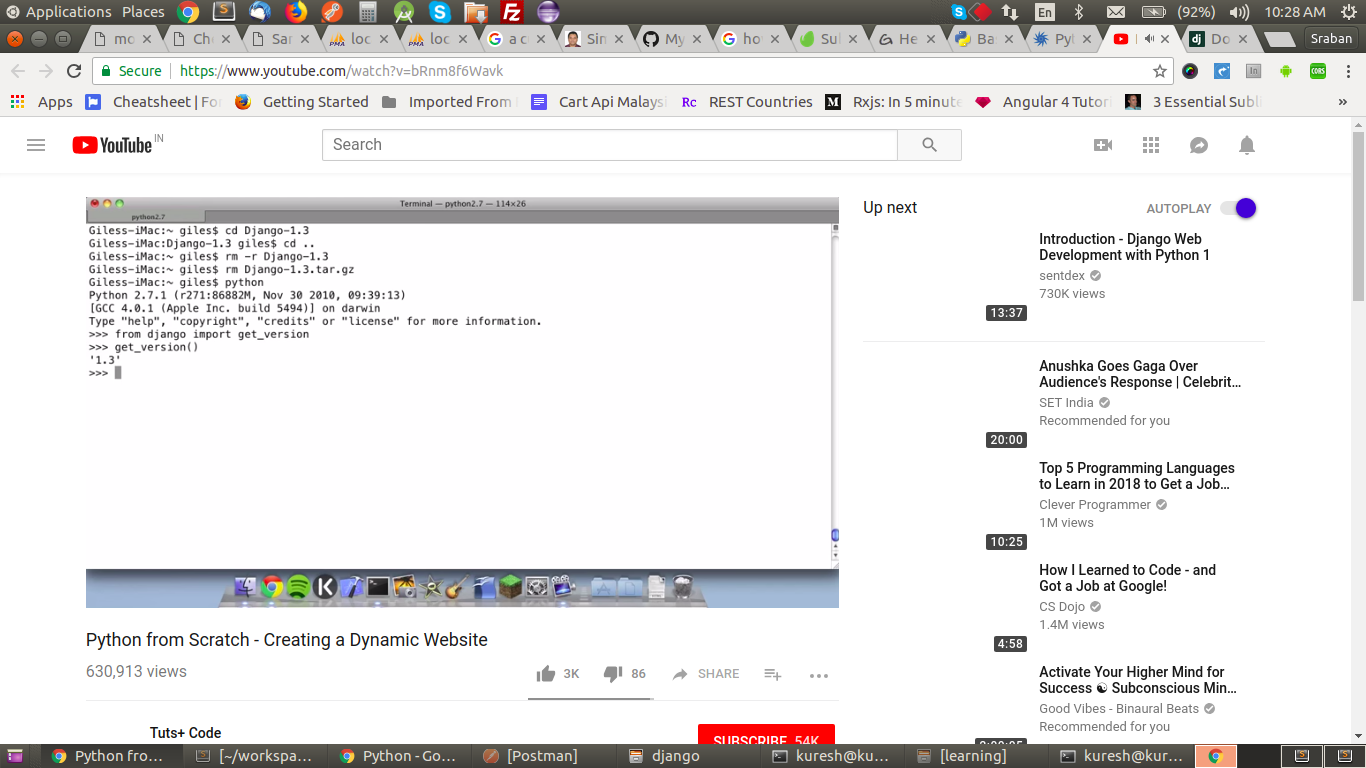 Applications Places
En (92%) 10:28 AM
mo Che San loc loc a c Sim My ho Sul He Ba Pyt Do Sraban
Secure https://www.youtube.com/watch?v=bRnm8f6Wavk
CORS
Apps Cheatsheet | Fo Getting Started Imported From Cart Api Malaysi Rc REST Countries Rxjs: In 5 minute Angular 4 Tutor 3 Essential Subl »
YouTube IN
Search
Terminal — python2.7 — 114×26
python2.7
Giless-iMac:~ giles$ cd Django-1.3
Giless-iMac:Django-1.3 giles$ cd ..
Giless-iMac:~ giles$ rm -r Django-1.3
Giless-iMac:~ giles$ rm Django-1.3.tar.gz
Giless-iMac:~ giles$ python
Python 2.7.1 (r271:86882M, Nov 30 2010, 09:39:13)
[GCC 4.0.1 (Apple Inc. build 5494)] on darwin
Type "help", "copyright", "credits" or "license" for more information.
>>> from django import get_version
>>> get_version()
'1.3'
>>>
Python from Scratch - Creating a Dynamic Website
630,913 views
3K 86 SHARE
Tuts+ Code
SUBSCRIBE 54K
Up next AUTOPLAY
Introduction - Django Web
Development with Python 1
sentdex
730K views
13:37
Anushka Goes Gaga Over
Audience's Response | Celebrit…
SET India
Recommended for you
20:00
Top 5 Programming Languages
to Learn in 2018 to Get a Job…
Clever Programmer
1M views
10:25
How I Learned to Code - and
Got a Job at Google!
CS Dojo
1.4M views
4:58
Activate Your Higher Mind for
Success ☯ Subconscious Min…
Good Vibes - Binaural Beats
Recommended for you
Python fro... [~/workspa... Python - Go... [Postman] django kuresh@ku... [learning] kuresh@kur...